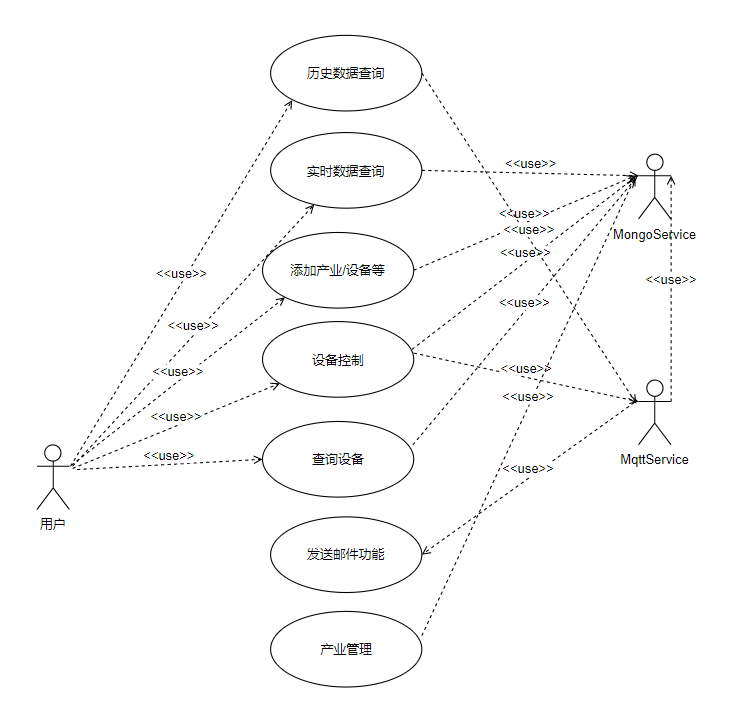 历史数据查询
<<use>>
实时数据查询
<<use>>
<<use>>
MongoService
<<use>>
<<use>>
添加产业/设备等
<<use>>
<<use>>
<<use>>
<<use>>
设备控制
<<use>>
<<use>>
<<use>>
<<use>>
<<use>>
查询设备
MqttService
<<use>>
用户
发送邮件功能
产业管理